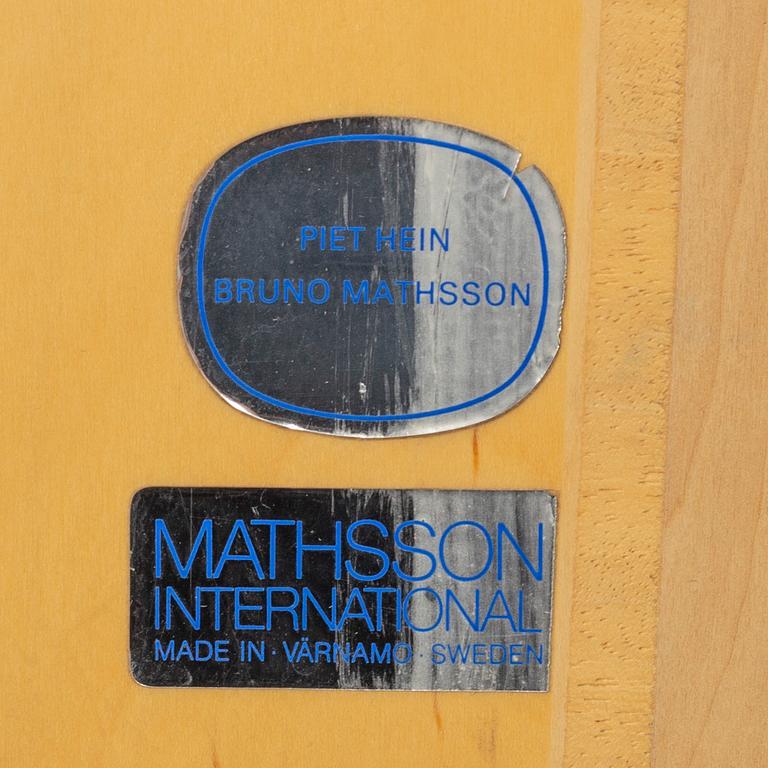 PIET HEIN
BRUNO MATHSSON
MATHSSON
INTERNATIONAL
MADE IN · VÄRNAMO · SWEDEN